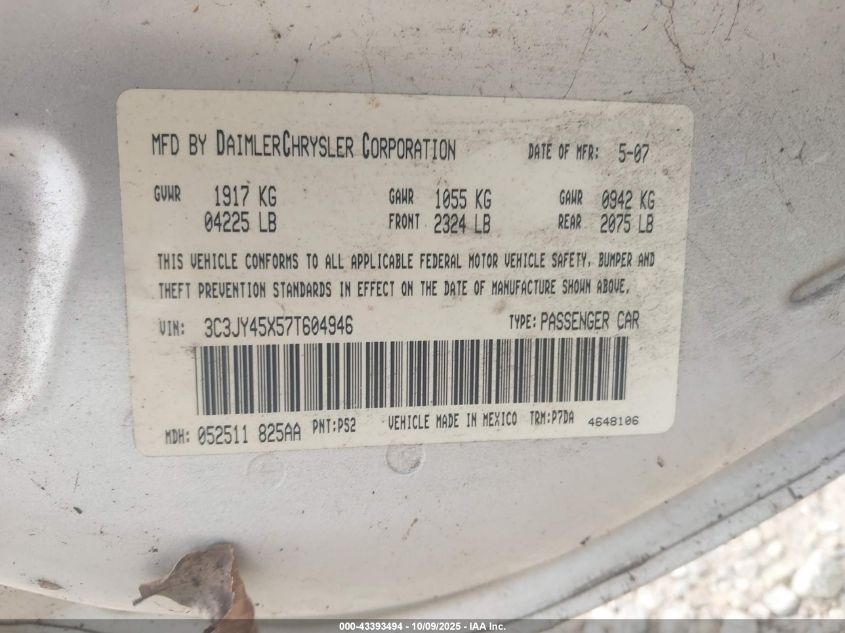 MFD BY DAIMLERCHRYSLER CORPORATION DATE OF MFR: 5-07
GVWR 1917 KG GAWR 1055 KG GAWR 0942 KG
04225 LB FRONT 2324 LB REAR 2075 LB
THIS VEHICLE CONFORMS TO ALL APPLICABLE FEDERAL MOTOR VEHICLE SAFETY, BUMPER AND
THEFT PREVENTION STANDARDS IN EFFECT ON THE DATE OF MANUFACTURE SHOWN ABOVE.
VIN: 3C3JY45X57T604946 TYPE: PASSENGER CAR
MDH: 052511 825AA PNT:PS2 VEHICLE MADE IN MEXICO TRM:P7DA 4648106
000-43393494 - 10/09/2025 - IAA Inc.